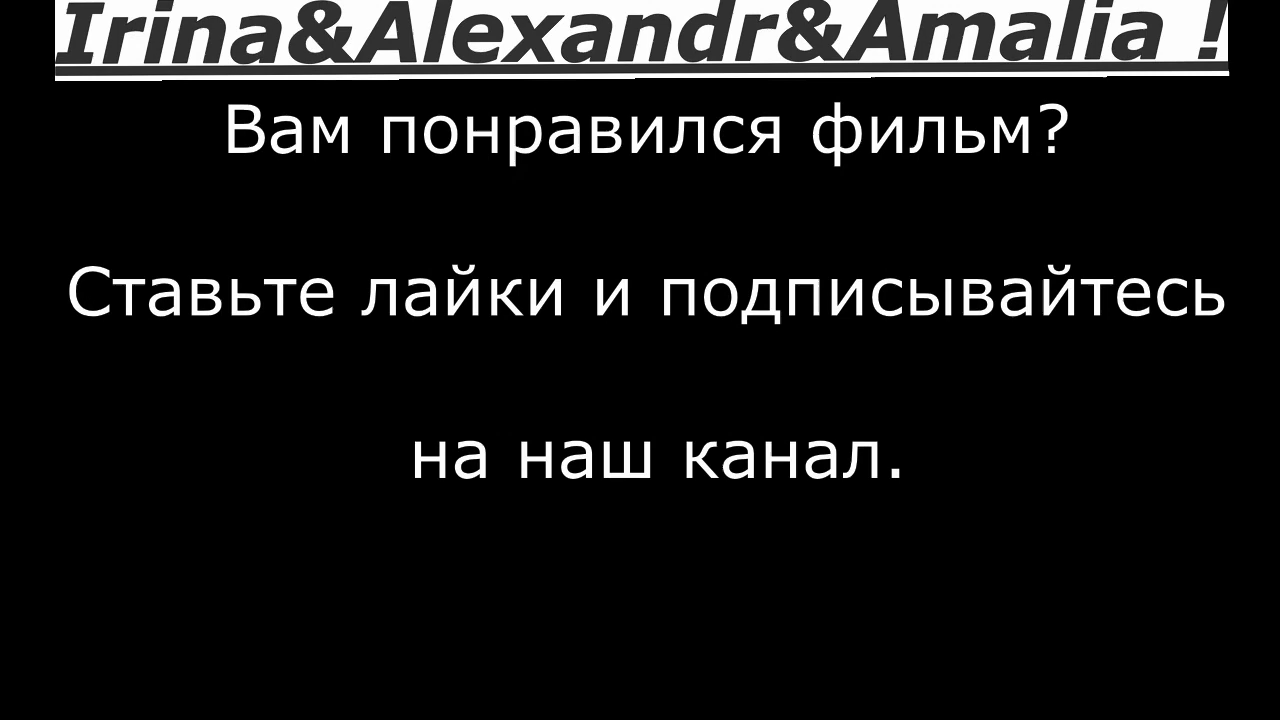 Irina&Alexandr&Amalia !
Вам понравился фильм?
Ставьте лайки и подписывайтесь
на наш канал.